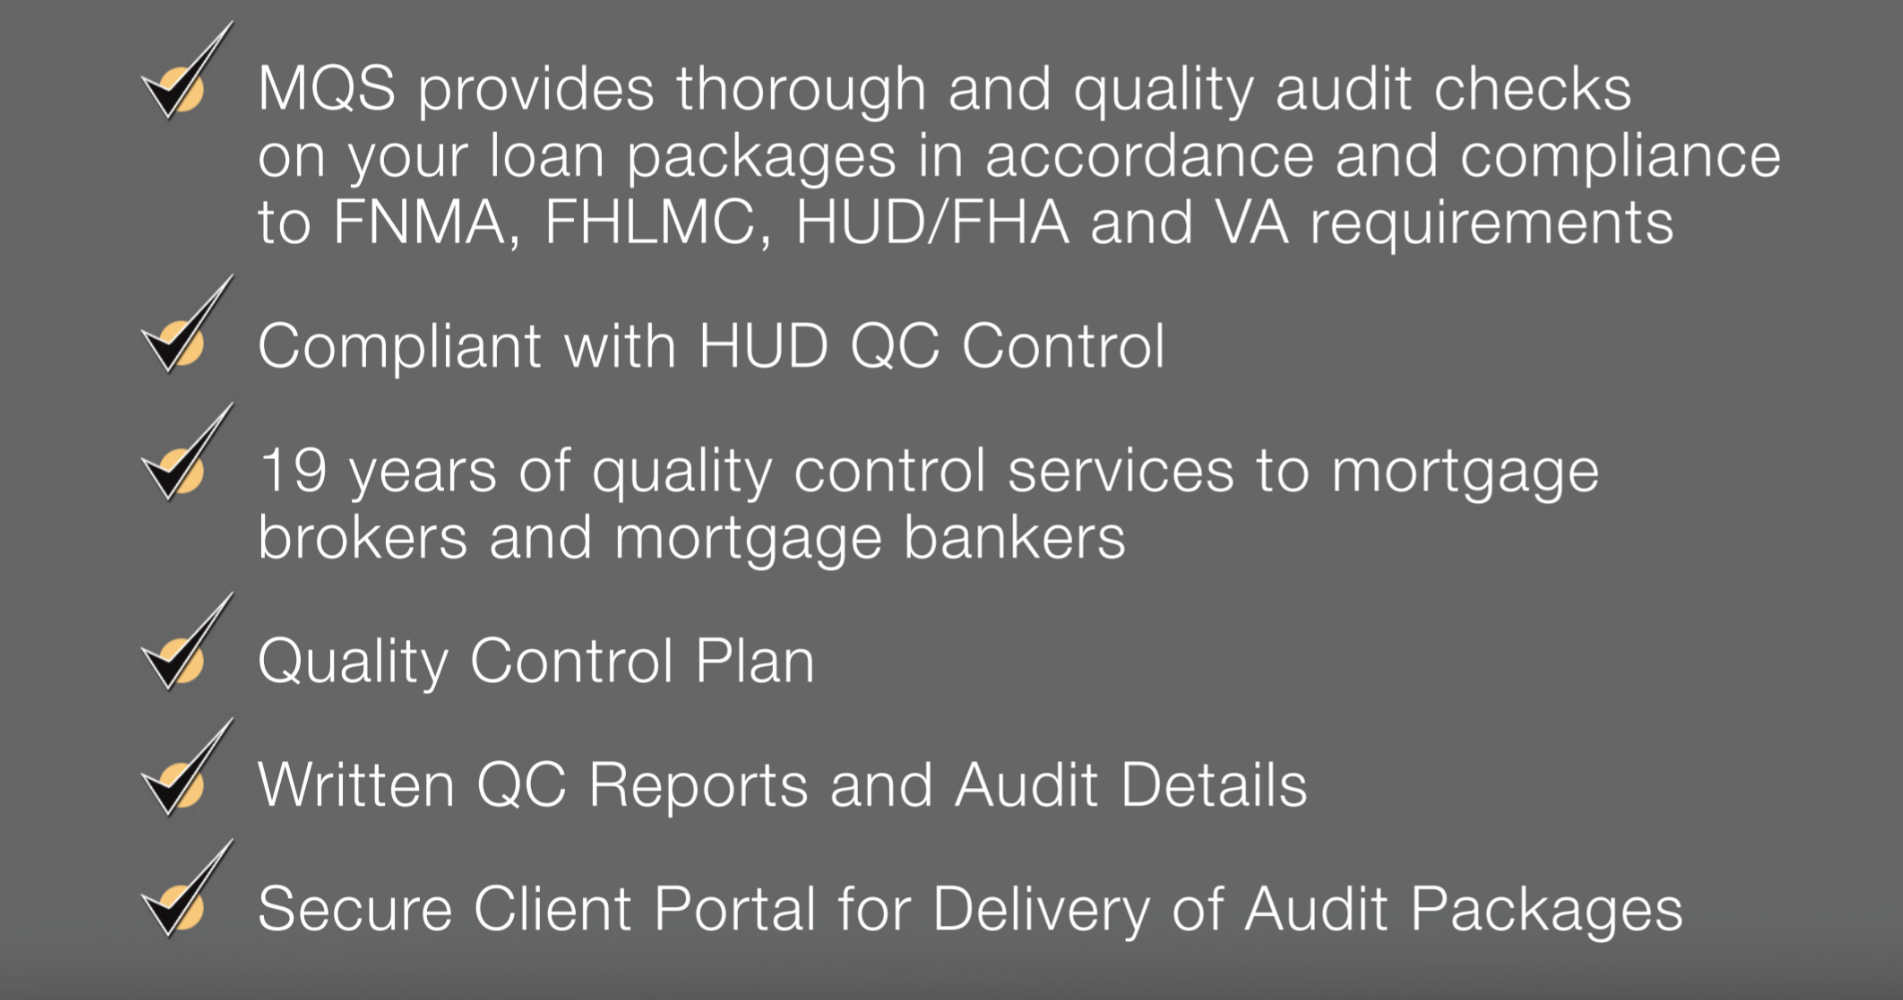 MQS provides thorough and quality audit checks
on your loan packages in accordance and compliance
to FNMA, FHLMC, HUD/FHA and VA requirements
Compliant with HUD QC Control
19 years of quality control services to mortgage
brokers and mortgage bankers
Quality Control Plan
Written QC Reports and Audit Details
Secure Client Portal for Delivery of Audit Packages